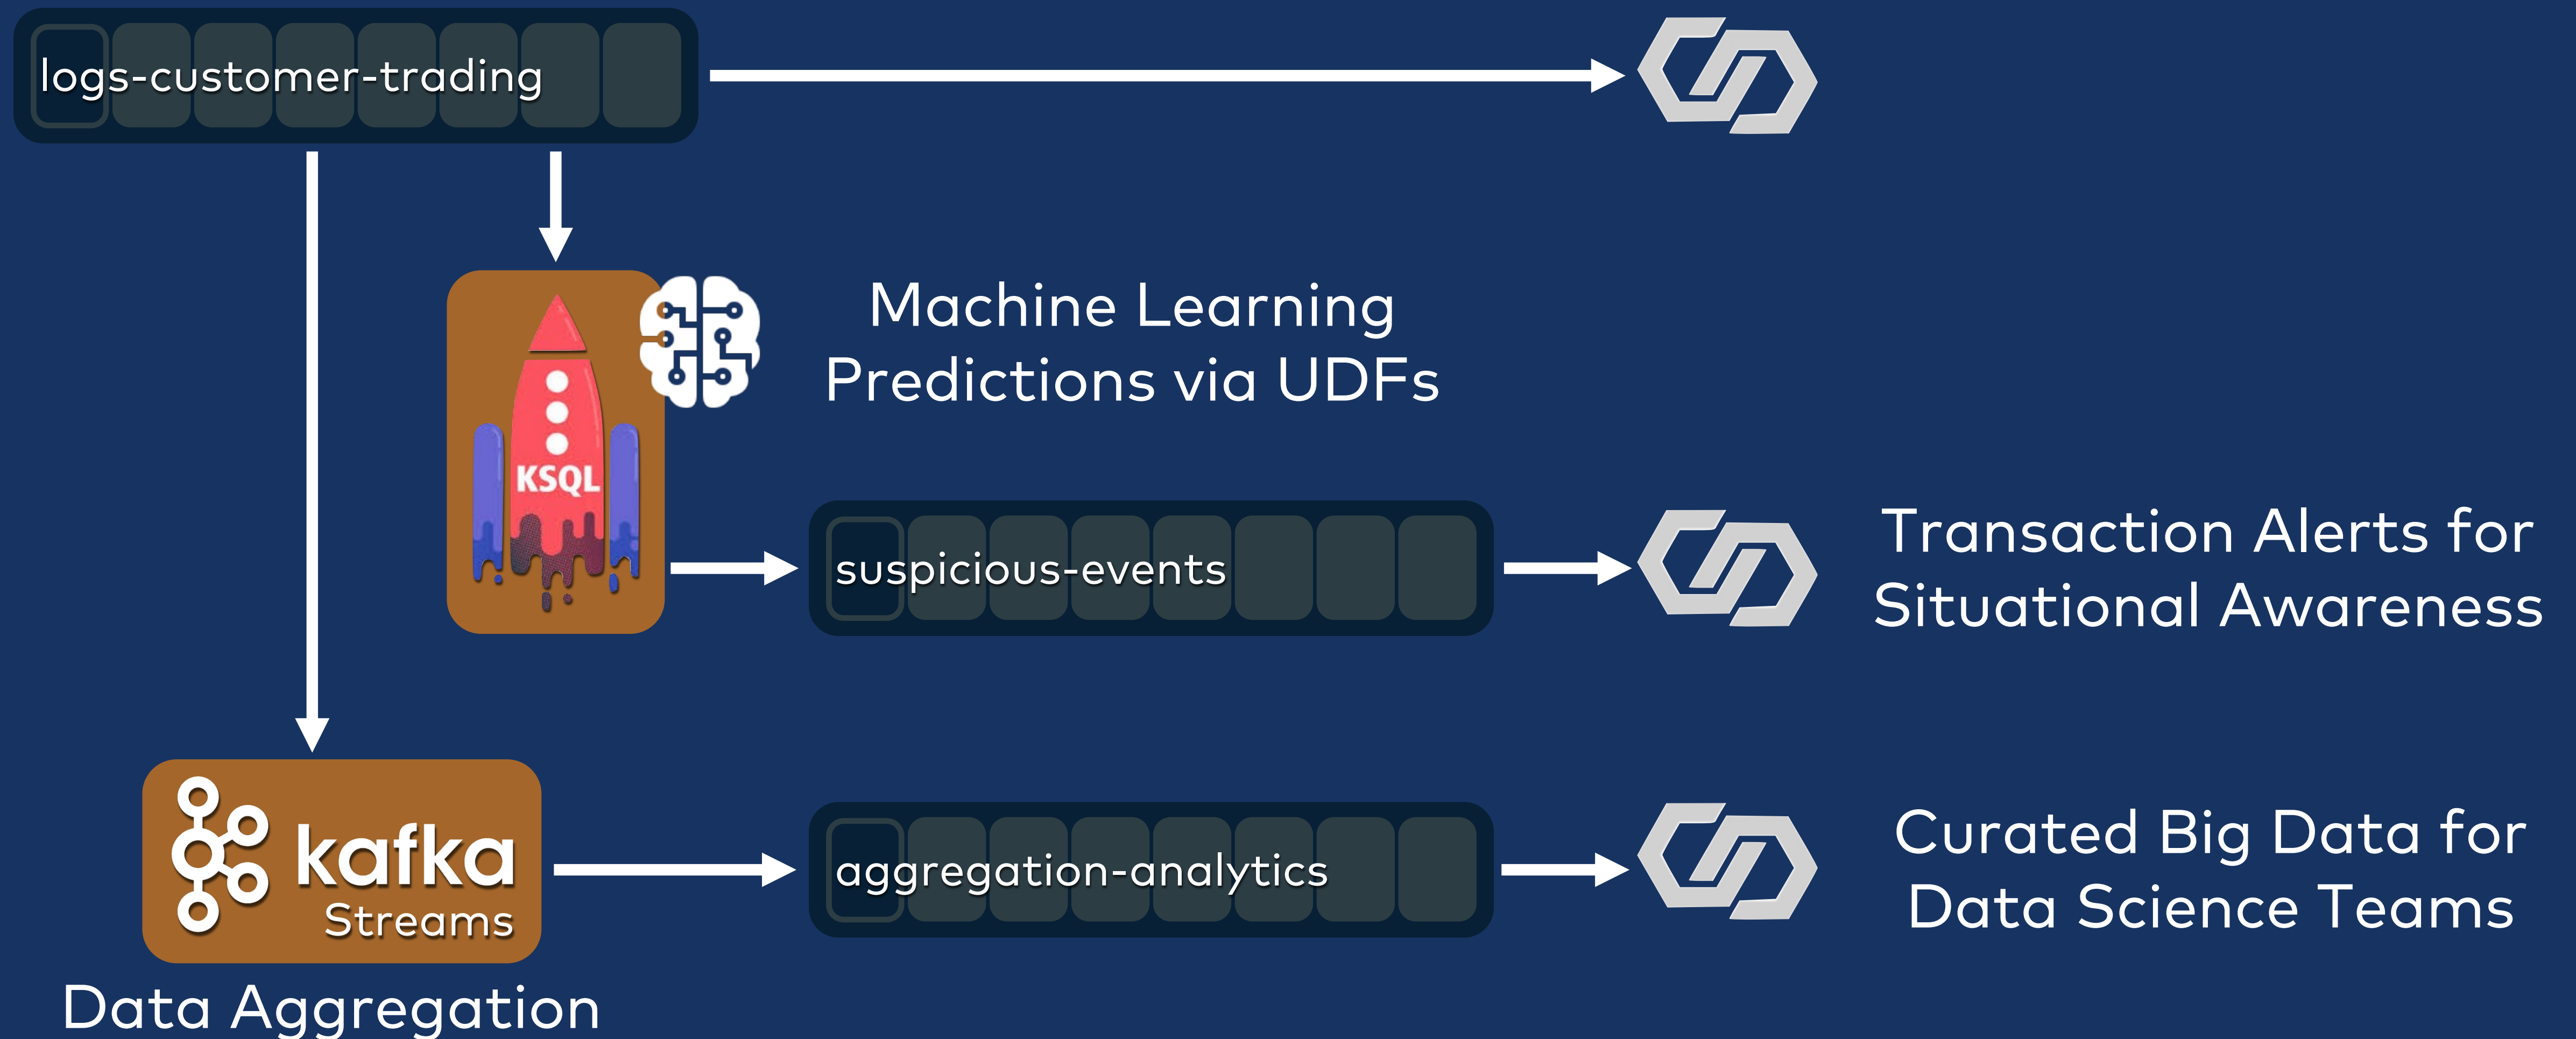 logs-customer-trading
Machine Learning
Predictions via UDFs
KSQL
suspicious-events
Transaction Alerts for
Situational Awareness
kafka
Streams
Data Aggregation
aggregation-analytics
Curated Big Data for
Data Science Teams